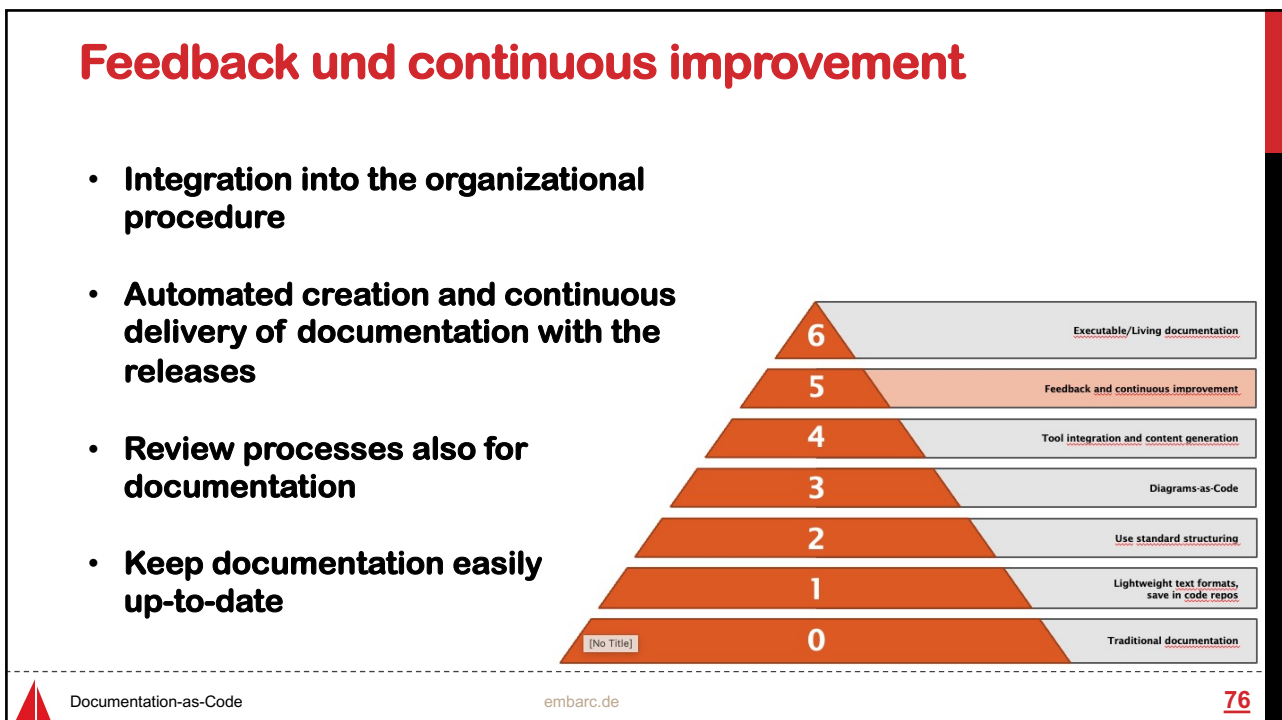 Feedback und continuous improvement
• Integration into the organizational
procedure
• Automated creation and continuous
delivery of documentation with the
releases
• Review processes also for
documentation
• Keep documentation easily
up-to-date
6
Executable/Living documentation
5
Feedback and continuous improvement
4
Tool integration and content generation
3
Diagrams-as-Code
2
Use standard structuring
1
Lightweight text formats,
save in code repos
0
[No Title]
Traditional documentation
Documentation-as-Code
embarc.de
76